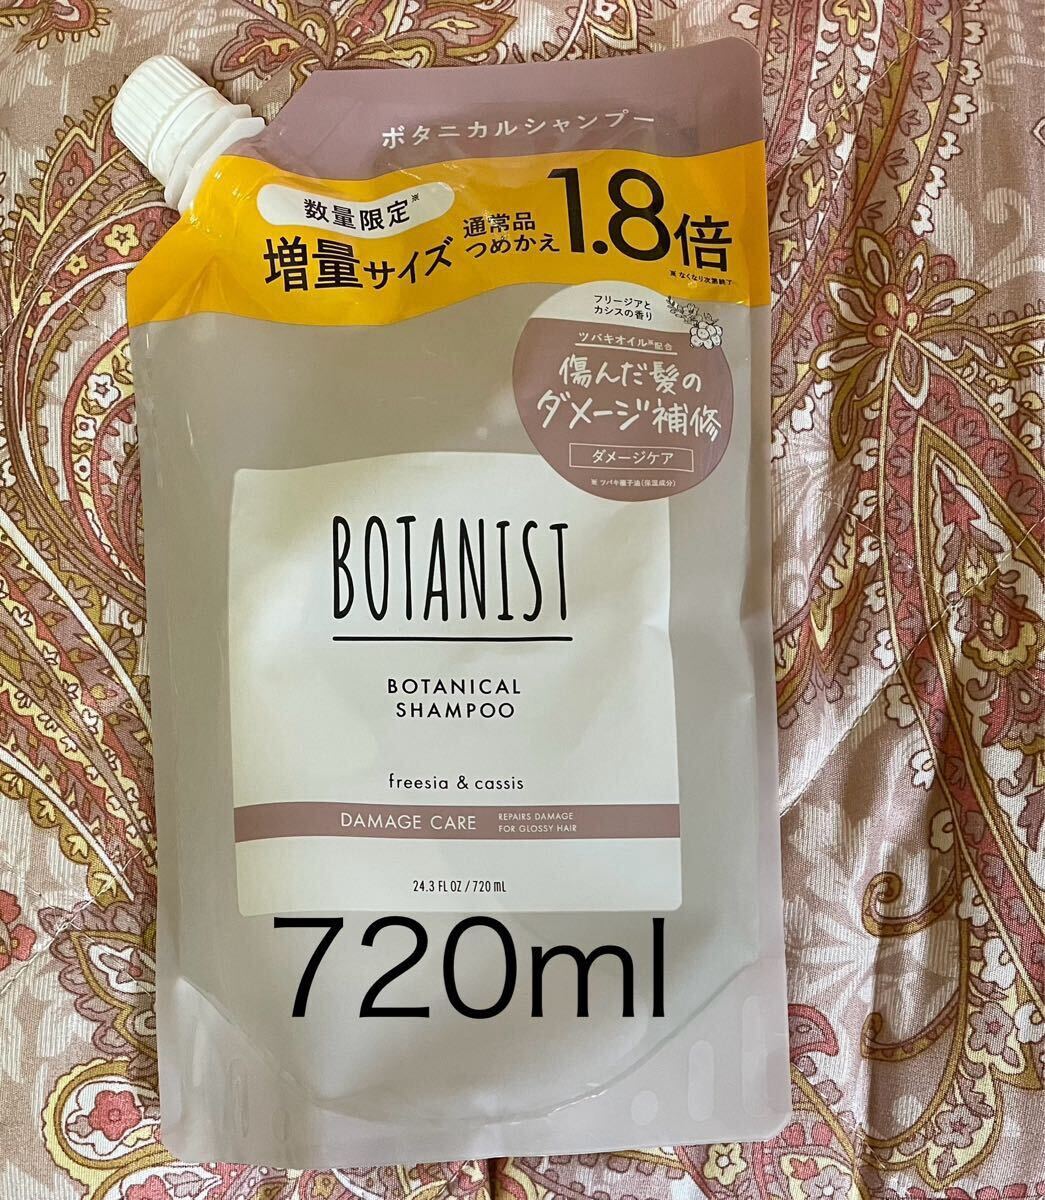 ボタニカルシャンプー
数量限定※
増量サイズ
通常品
つめかえ
1.8倍
※なくなり次第終了
フリージアと
カシスの香り
ツバキオイル※配合
傷んだ髪の
ダメージ補修
ダメージケア
※ツバキ種子油(保湿成分)
BOTANIST
BOTANICAL
SHAMPOO
freesia & cassis
DAMAGE CARE
REPAIRS DAMAGE
FOR GLOSSY HAIR
24.3 FL OZ / 720 mL
720ml